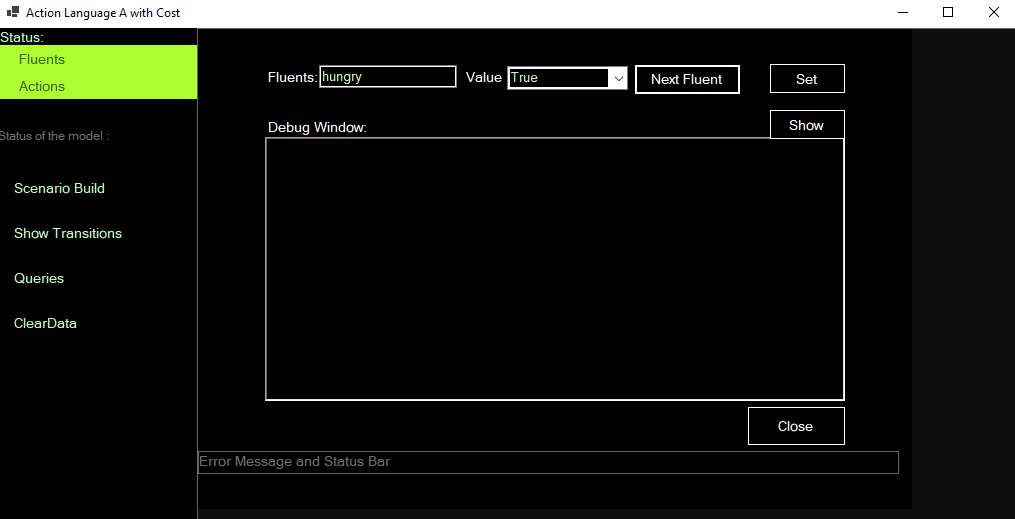 Action Language A with Cost
Status:
Fluents
Actions
Status of the model :
Scenario Build
Show Transitions
Queries
ClearData
Fluents: hungry Value True Next Fluent Set
Debug Window: Show
Close
Error Message and Status Bar